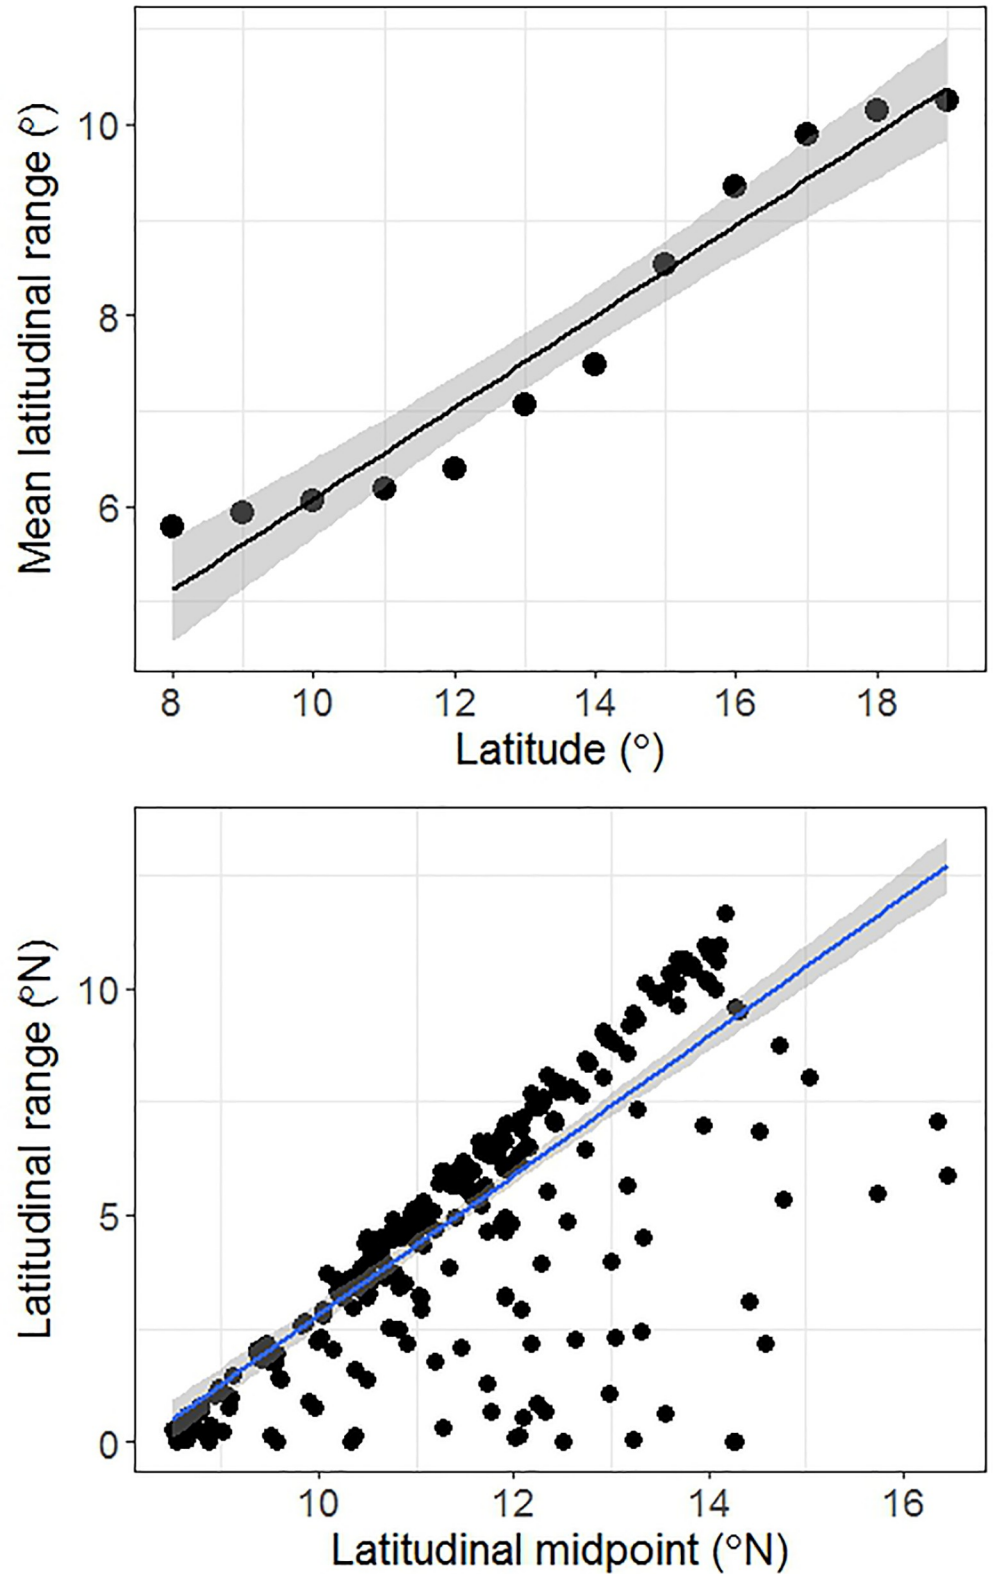 Mean latitudinal range (°)
10
8
6
8 10 12 14 16 18
Latitude (°)
Latitudinal range (°N)
10
5
0
10 12 14 16
Latitudinal midpoint (°N)